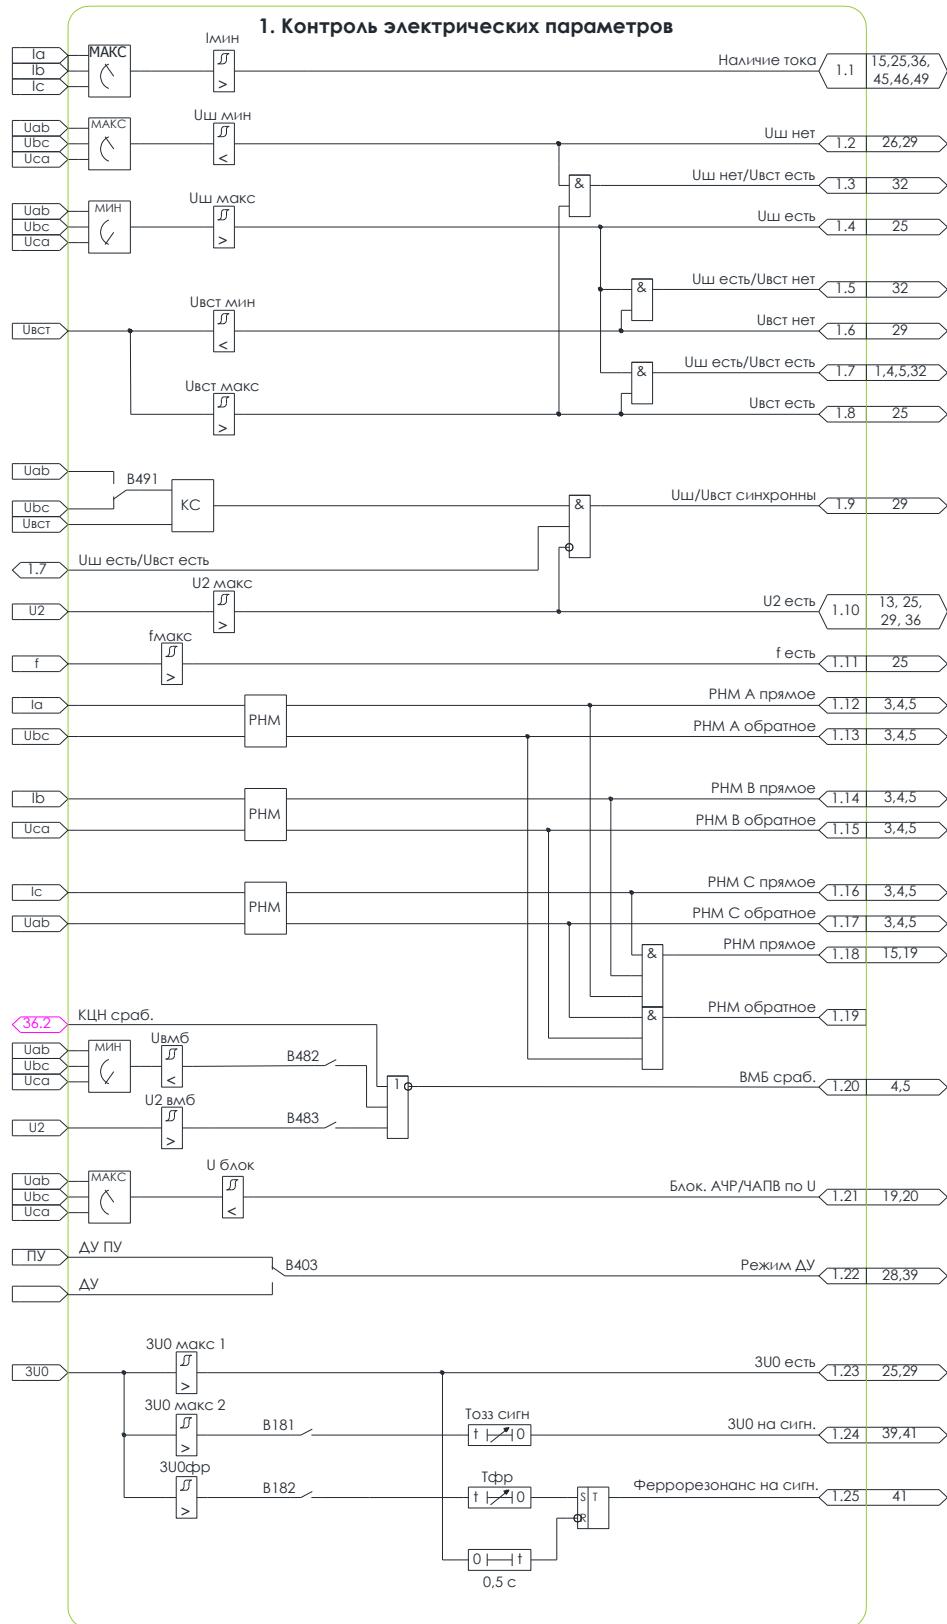 1. Контроль электрических параметров
Ia
Ib
Ic
МАКС
Iмин
>
Наличие тока
1.1
15,25,36,
45,46,49
Uab
Ubc
Uca
МАКС
Uш мин
<
Uш нет
1.2
26,29
&
Uш нет/Uвст есть
1.3
32
Uab
Ubc
Uca
МИН
Uш макс
>
Uш есть
1.4
25
&
Uш есть/Uвст нет
1.5
32
Uвст
Uвст мин
<
Uвст нет
1.6
29
&
Uш есть/Uвст есть
1.7
1,4,5,32
Uвст макс
>
Uвст есть
1.8
25
Uab
Ubc
Uвст
В491
КС
&
Uш/Uвст синхронны
1.9
29
1.7
Uш есть/Uвст есть
U2
U2 макс
>
U2 есть
1.10
13, 25,
29, 36
f
fмакс
>
f есть
1.11
25
Ia
Ubc
РНМ
РНМ А прямое
1.12
3,4,5
РНМ А обратное
1.13
3,4,5
Ib
Uca
РНМ
РНМ В прямое
1.14
3,4,5
РНМ В обратное
1.15
3,4,5
Ic
Uab
РНМ
РНМ С прямое
1.16
3,4,5
РНМ С обратное
1.17
3,4,5
&
РНМ прямое
1.18
15,19
&
РНМ обратное
1.19
36.2
КЦН сраб.
Uab
Ubc
Uca
МИН
Uвмб
<
В482
1
ВМБ сраб.
1.20
4,5
U2
U2 вмб
>
В483
Uab
Ubc
Uca
МАКС
U блок
<
Блок. АЧР/ЧАПВ по U
1.21
19,20
ПУ
ДУ ПУ
ДУ
В403
Режим ДУ
1.22
28,39
3U0
3U0 макс 1
>
3U0 есть
1.23
25,29
3U0 макс 2
>
В181
Тозз сигн
t
0
3U0 на сигн.
1.24
39,41
3U0фр
>
В182
Тфр
t
0
S
T
R
Феррорезонанс на сигн.
1.25
41
0
t
0,5 с